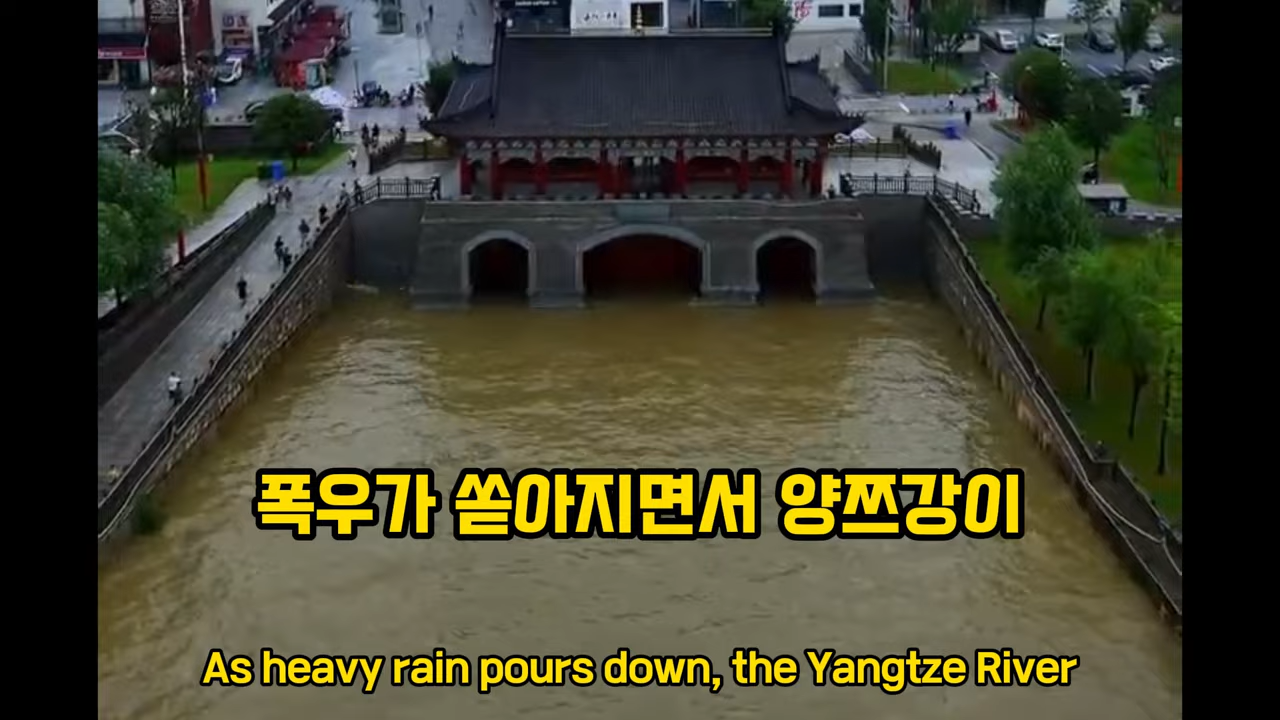 폭우가 쏟아지면서 양쯔강이
As heavy rain pours down, the Yangtze River